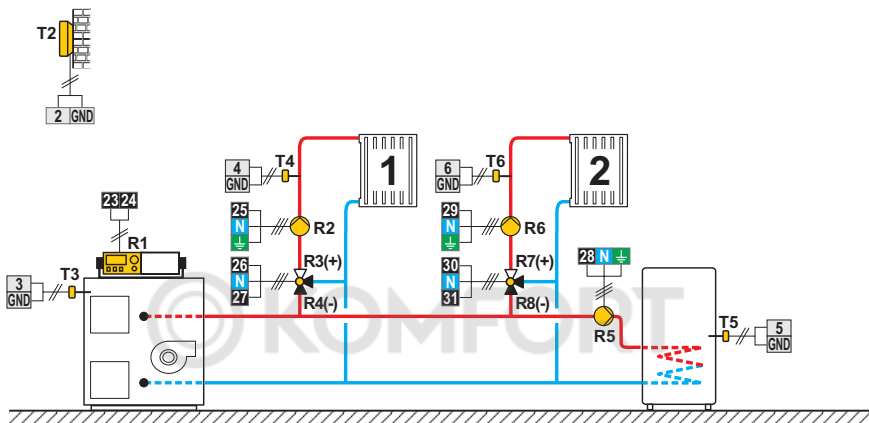 T2
2 GND
4
GND
T4
1
6
GND
T6
2
23 24
R1
25
N
R2
29
N
R6
28 N
3
GND
T3
26
N
27
R3(+)
R4(-)
30
N
31
R7(+)
R8(-)
R5
T5
5
GND
KOMFORT